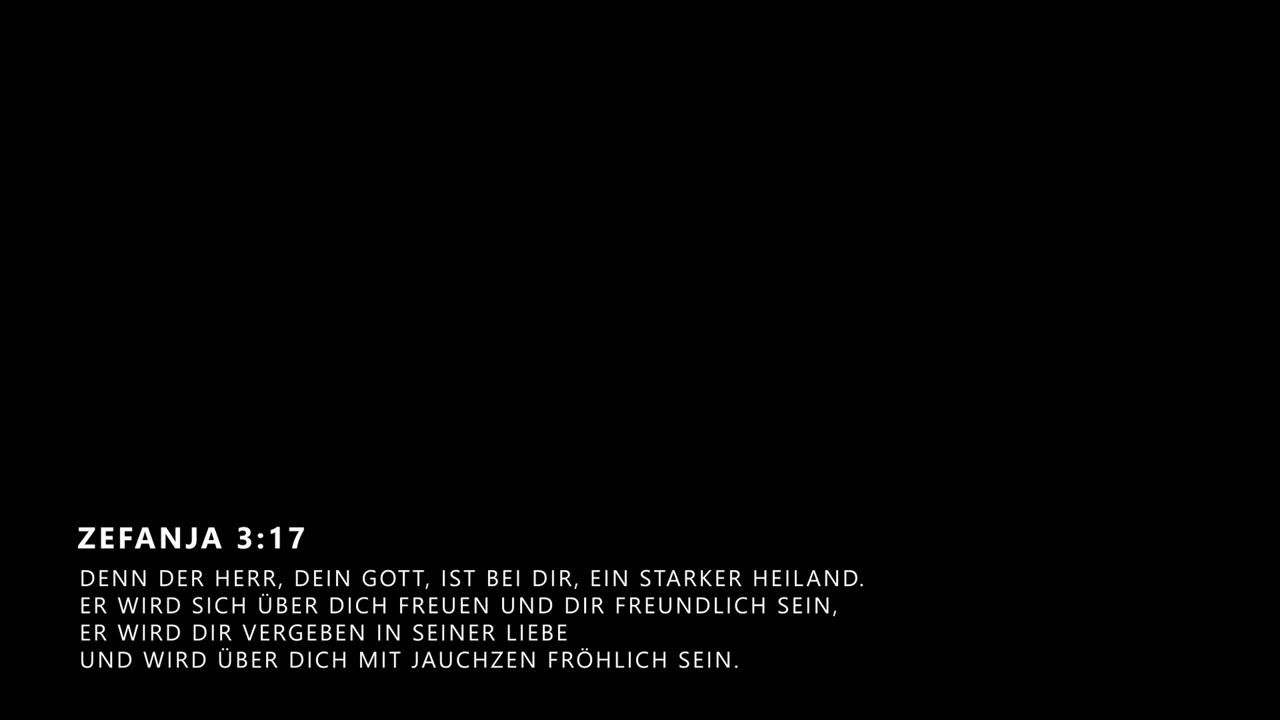 ZEFANJA 3:17
DENN DER HERR, DEIN GOTT, IST BEI DIR, EIN STARKER HEILAND.
ER WIRD SICH ÜBER DICH FREUEN UND DIR FREUNDLICH SEIN,
ER WIRD DIR VERGEBEN IN SEINER LIEBE
UND WIRD ÜBER DICH MIT JAUCHZEN FRÖHLICH SEIN.